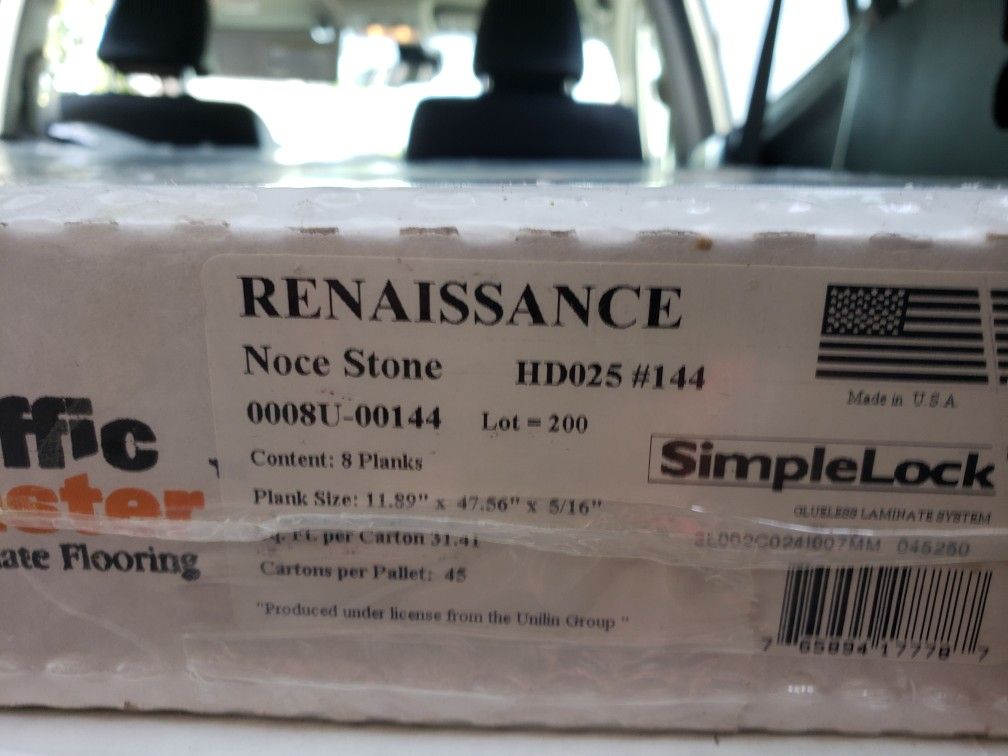 RENAISSANCE
Noce Stone HD025 #144
0008U-00144 Lot = 200
Content: 8 Planks
Plank Size: 11.89" x 47.56" x 5/16"
Ft. per Carton 31.41
Cartons per Pallet: 45
"Produced under license from the Unilin Group"
Made in U S A
SimpleLock
GLUELESS LAMINATE SYSTEM
045250
7 65894 17778 7
ffic
ster
ate Flooring